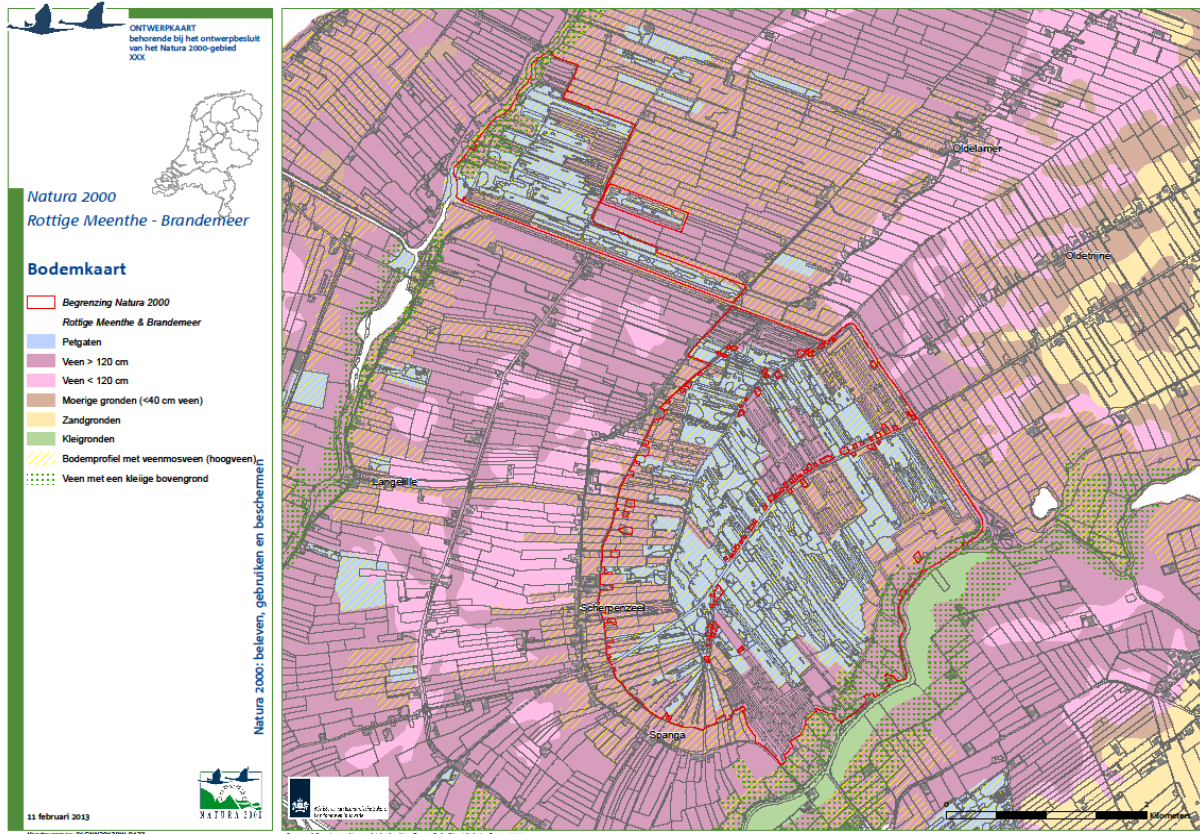 ONTWERPKAART
behorende bij het ontwerpbesluit
van het Natura 2000-gebied
XXX
Natura 2000
Rottige Meenthe - Brandemeer
Bodemkaart
Begrenzing Natura 2000
Rottige Meenthe & Brandemeer
Petgaten
Veen > 120 cm
Veen < 120 cm
Moerige gronden (<40 cm veen)
Zandgronden
Kleigronden
Bodemprofiel met veenmosveen (hoogveen)
Veen met een kleiige bovengrond
Natura 2000: beleven, gebruiken en beschermen
NATURA 2000
11 februari 2013
Oldelamer
Oldetrijne
Langelille
Scherpenzeel
Spanga
0
2
Kilometers